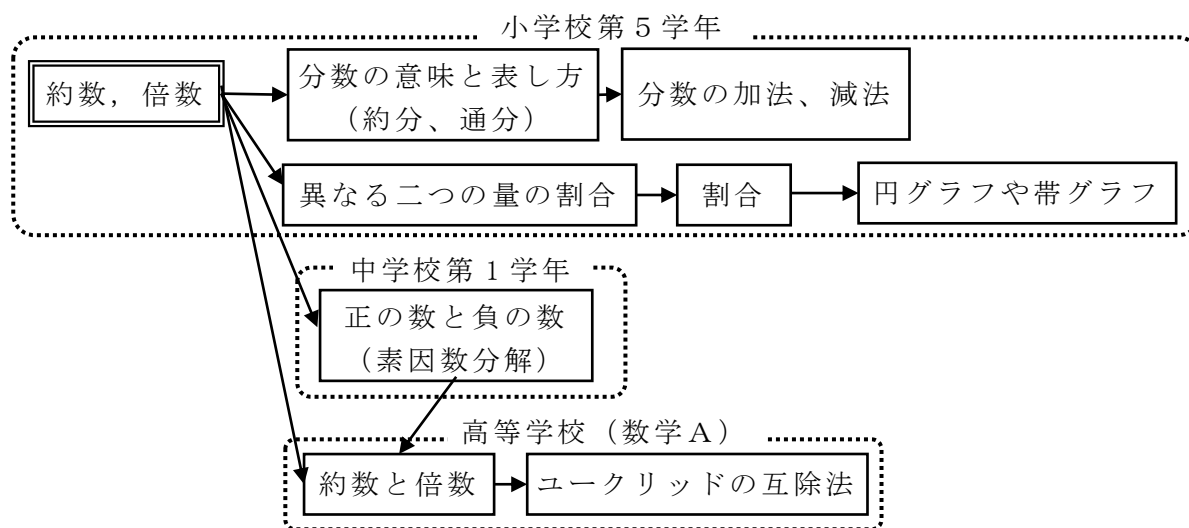 小学校第５学年
約数，倍数
分数の意味と表し方
（約分、通分）
分数の加法、減法
異なる二つの量の割合
割合
円グラフや帯グラフ
中学校第１学年
正の数と負の数
（素因数分解）
高等学校（数学Ａ）
約数と倍数
ユークリッドの互除法